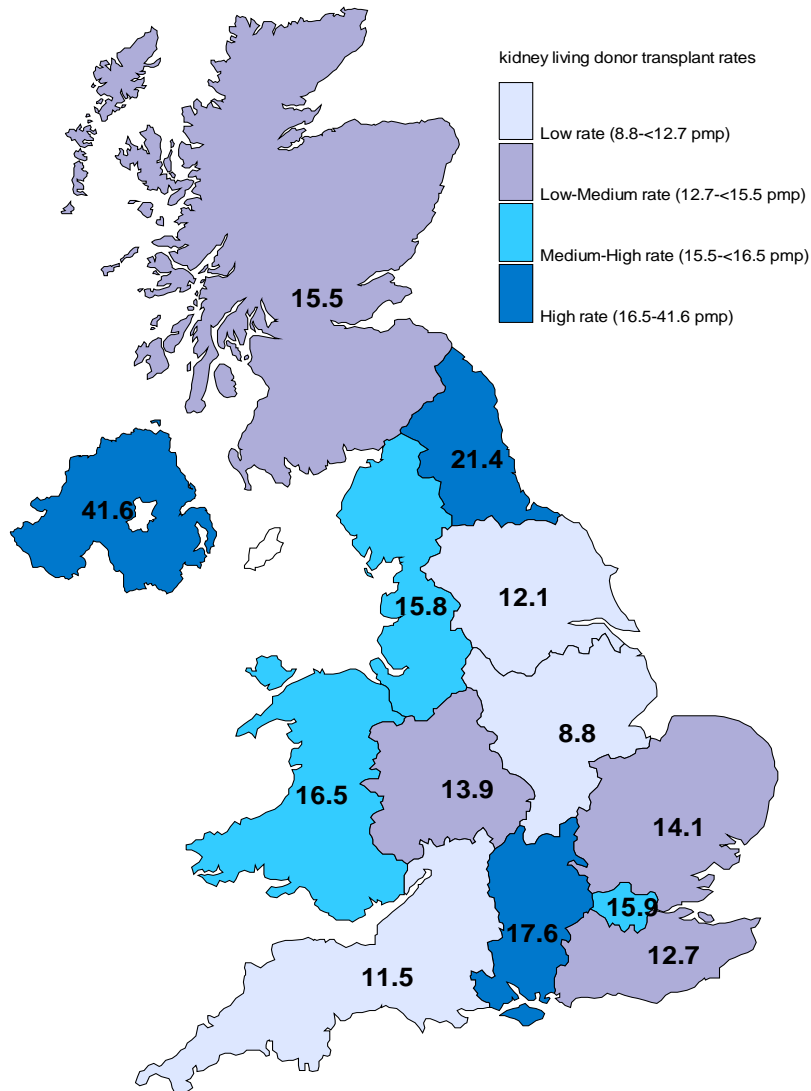 kidney living donor transplant rates
Low rate (8.8-<12.7 pmp)
Low-Medium rate (12.7-<15.5 pmp)
Medium-High rate (15.5-<16.5 pmp)
High rate (16.5-41.6 pmp)
15.5
21.4
41.6
12.1
15.8
8.8
16.5
13.9
14.1
15.9
17.6
12.7
11.5